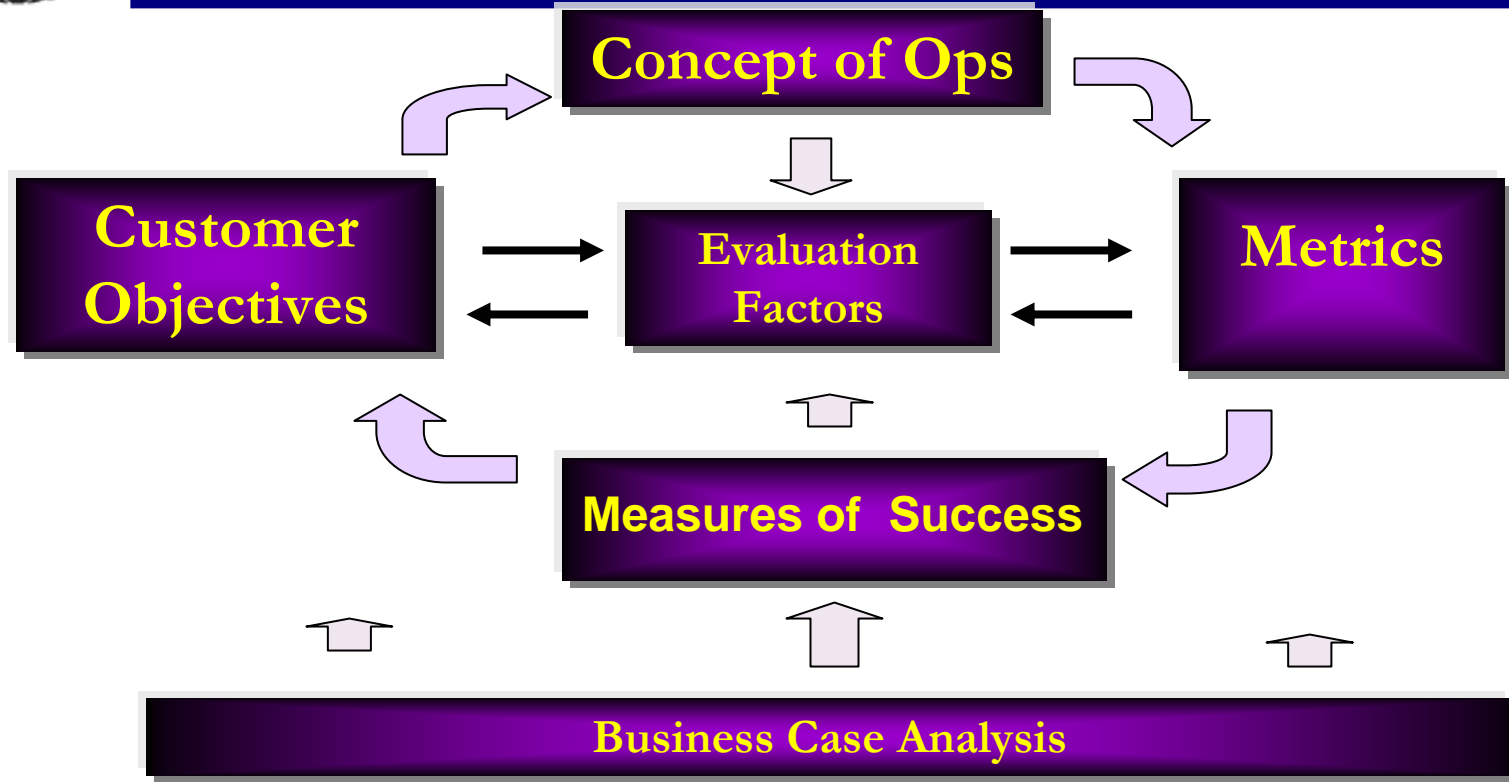 Concept of Ops
Customer
Objectives
Evaluation
Factors
Metrics
Measures of  Success
Business Case Analysis